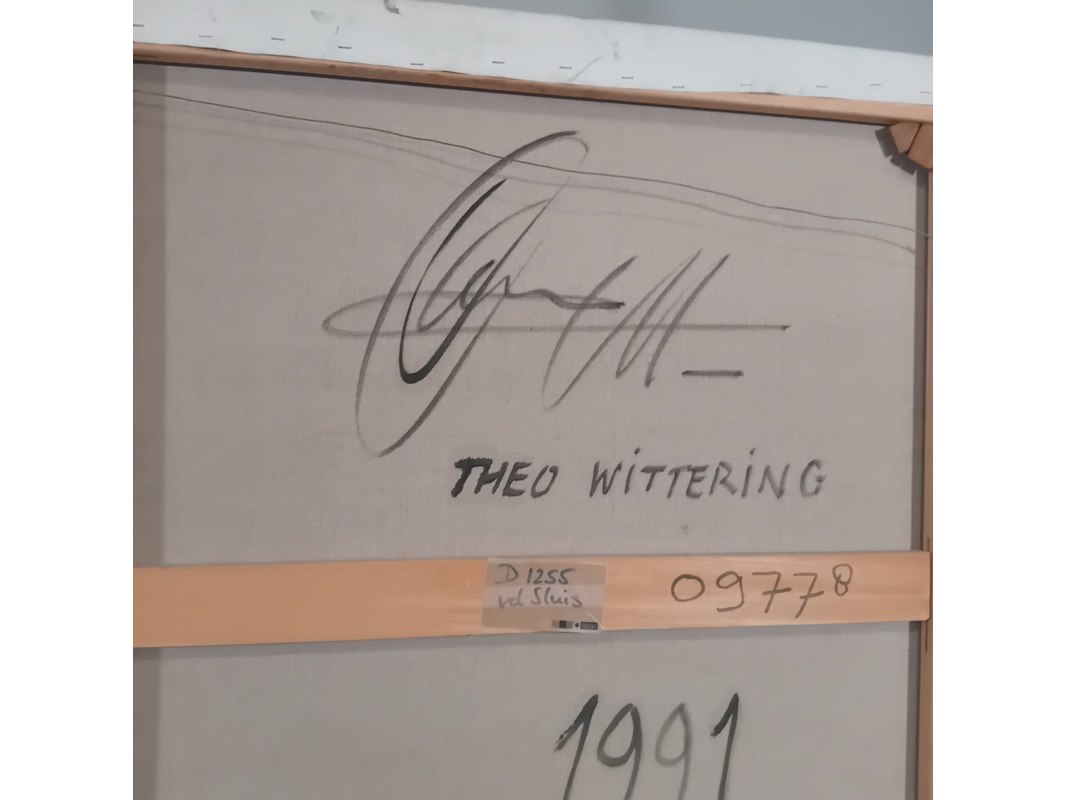 THEO WiTTERiNG
D 1255
vd Sluis
09778
1991